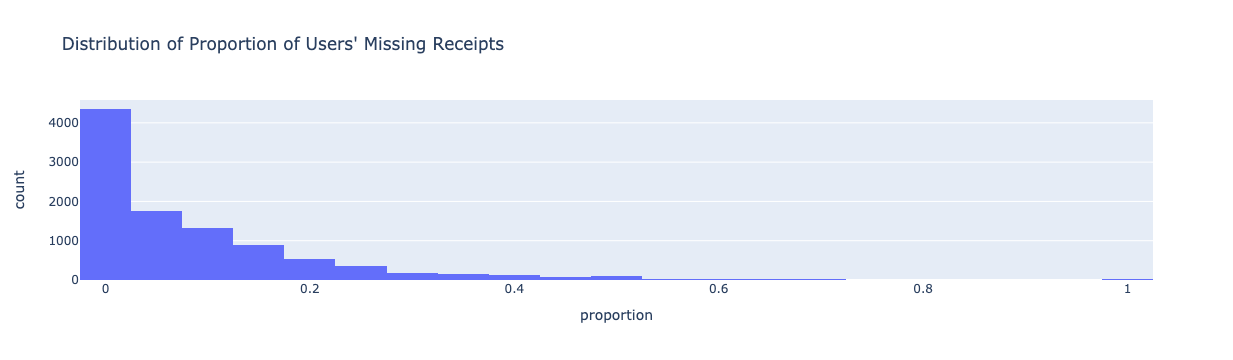 Distribution of Proportion of Users' Missing Receipts
4000
3000
2000
1000
0
count
0 0.2 0.4 0.6 0.8 1
proportion